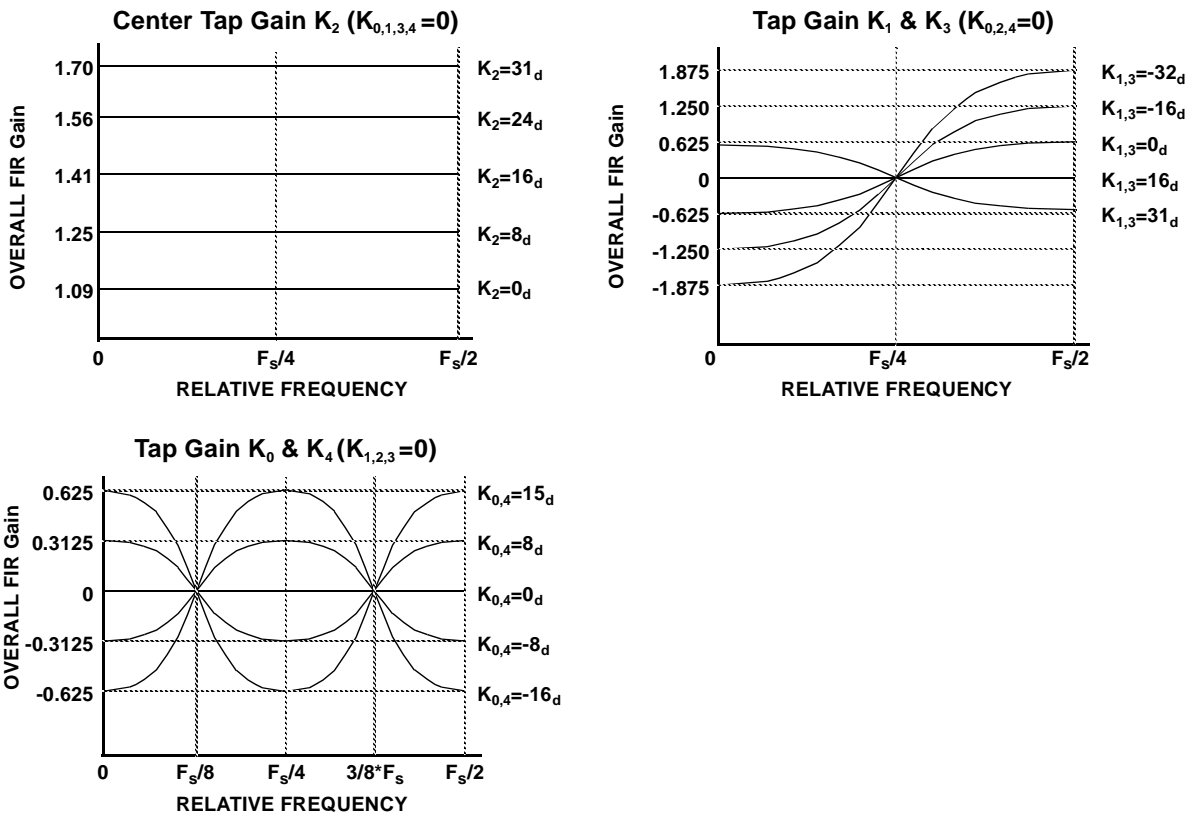 Center Tap Gain K2 (K0,1,3,4=0)
OVERALL FIR Gain
1.70
1.56
1.41
1.25
1.09
K2=31d
K2=24d
K2=16d
K2=8d
K2=0d
0
FS/4
FS/2
RELATIVE FREQUENCY
Tap Gain K1 & K3 (K0,2,4=0)
OVERALL FIR Gain
1.875
1.250
0.625
0
-0.625
-1.250
-1.875
K1,3=-32d
K1,3=-16d
K1,3=0d
K1,3=16d
K1,3=31d
0
FS/4
FS/2
RELATIVE FREQUENCY
Tap Gain K0 & K4 (K1,2,3=0)
OVERALL FIR Gain
0.625
0.3125
0
-0.3125
-0.625
K0,4=15d
K0,4=8d
K0,4=0d
K0,4=-8d
K0,4=-16d
0
FS/8
FS/4
3/8*FS
FS/2
RELATIVE FREQUENCY